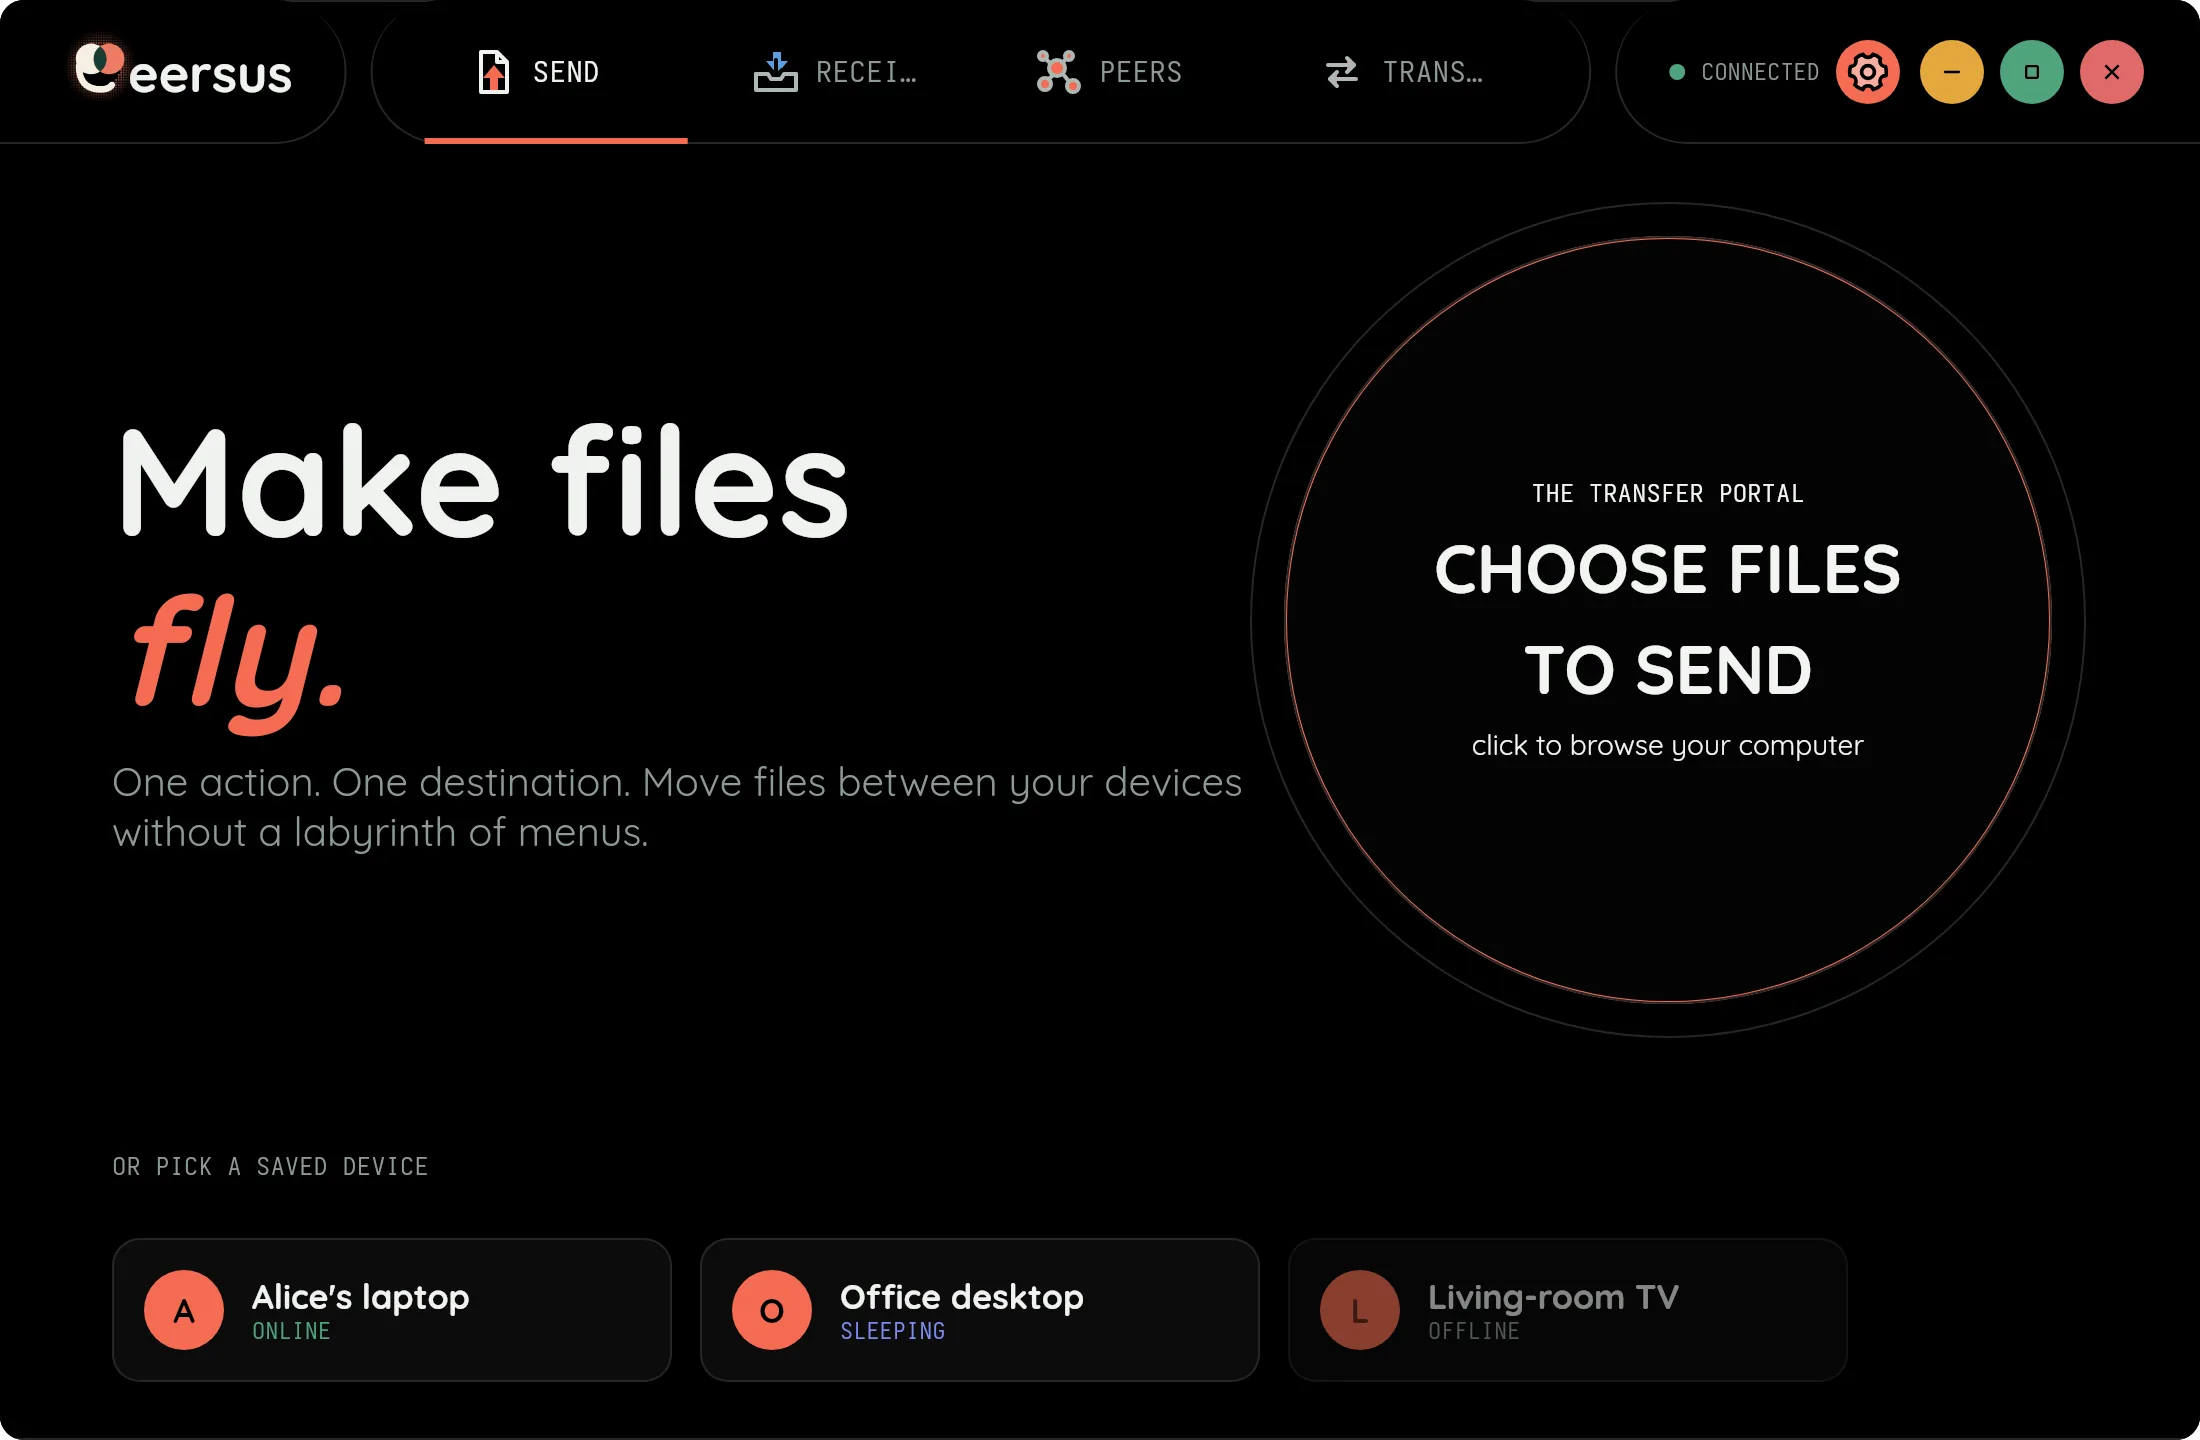 eersus
SEND
RECEI…
PEERS
TRANS…
CONNECTED
Make files
fly.
One action. One destination. Move files between your devices
without a labyrinth of menus.
THE TRANSFER PORTAL
CHOOSE FILES
TO SEND
click to browse your computer
OR PICK A SAVED DEVICE
A
Alice's laptop
ONLINE
O
Office desktop
SLEEPING
L
Living-room TV
OFFLINE